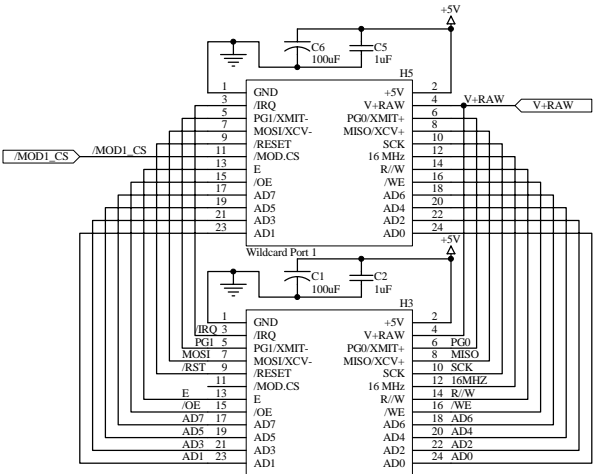 +5V
C6 C5
100uF 1uF
H5
1 GND +5V 2
3 /IRQ V+RAW 4 V+RAW V+RAW
5 PG1/XMIT- PG0/XMIT+ 6
7 MOSI/XCV- MISO/XCV+ 8
9 /RESET SCK 10
/MOD1_CS /MOD1_CS 11 /MOD.CS 16 MHz 12
13 E R//W 14
15 /OE /WE 16
17 AD7 AD6 18
19 AD5 AD4 20
21 AD3 AD2 22
23 AD1 AD0 24
Wildcard Port 1
+5V
C1 C2
100uF 1uF
H3
1 GND +5V 2
/IRQ 3 V+RAW 4
PG1 5 PG1/XMIT- PG0/XMIT+ 6 PG0
MOSI 7 MOSI/XCV- MISO/XCV+ 8 MISO
/RST 9 /RESET SCK 10 SCK
11 /MOD.CS 16 MHz 12 16MHZ
E 13 E R//W 14 R//W
/OE 15 /OE /WE 16 /WE
AD7 17 AD7 AD6 18 AD6
AD5 19 AD5 AD4 20 AD4
AD3 21 AD3 AD2 22 AD2
AD1 23 AD1 AD0 24 AD0